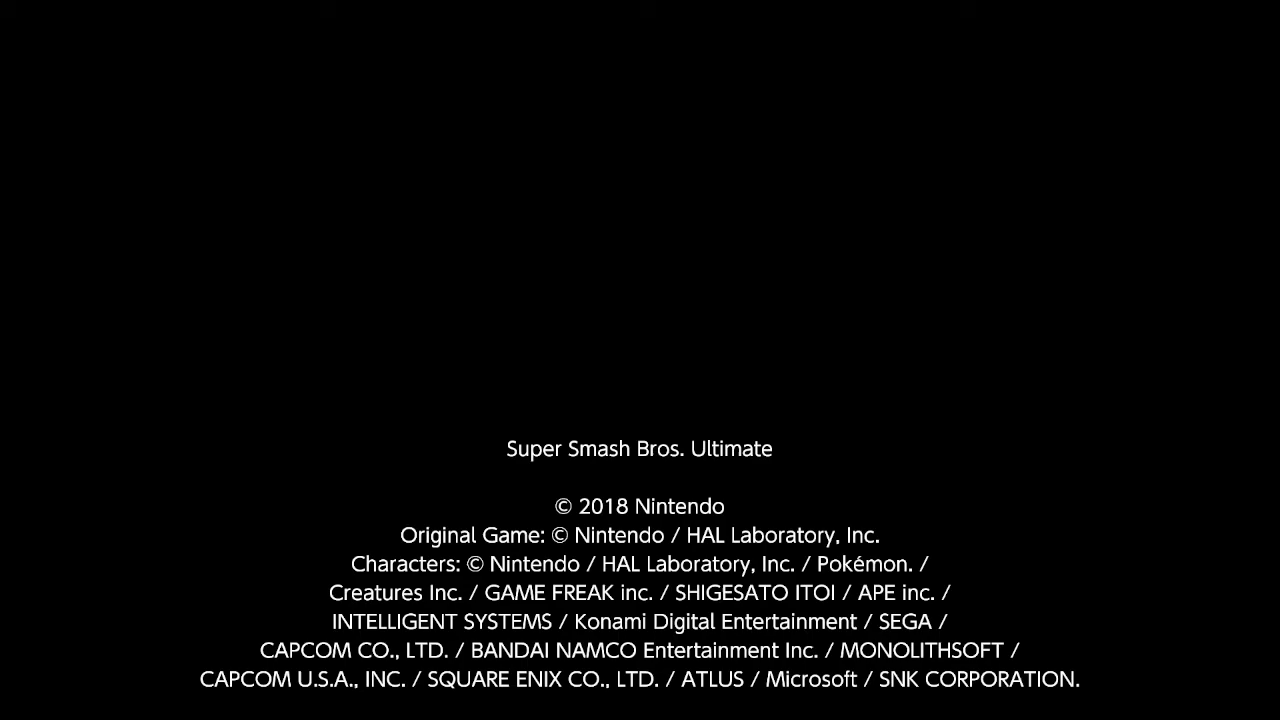 Super Smash Bros. Ultimate
© 2018 Nintendo
Original Game: © Nintendo / HAL Laboratory, Inc.
Characters: © Nintendo / HAL Laboratory, Inc. / Pokémon. /
Creatures Inc. / GAME FREAK inc. / SHIGESATO ITOI / APE inc. /
INTELLIGENT SYSTEMS / Konami Digital Entertainment / SEGA /
CAPCOM CO., LTD. / BANDAI NAMCO Entertainment Inc. / MONOLITHSOFT /
CAPCOM U.S.A., INC. / SQUARE ENIX CO., LTD. / ATLUS / Microsoft / SNK CORPORATION.